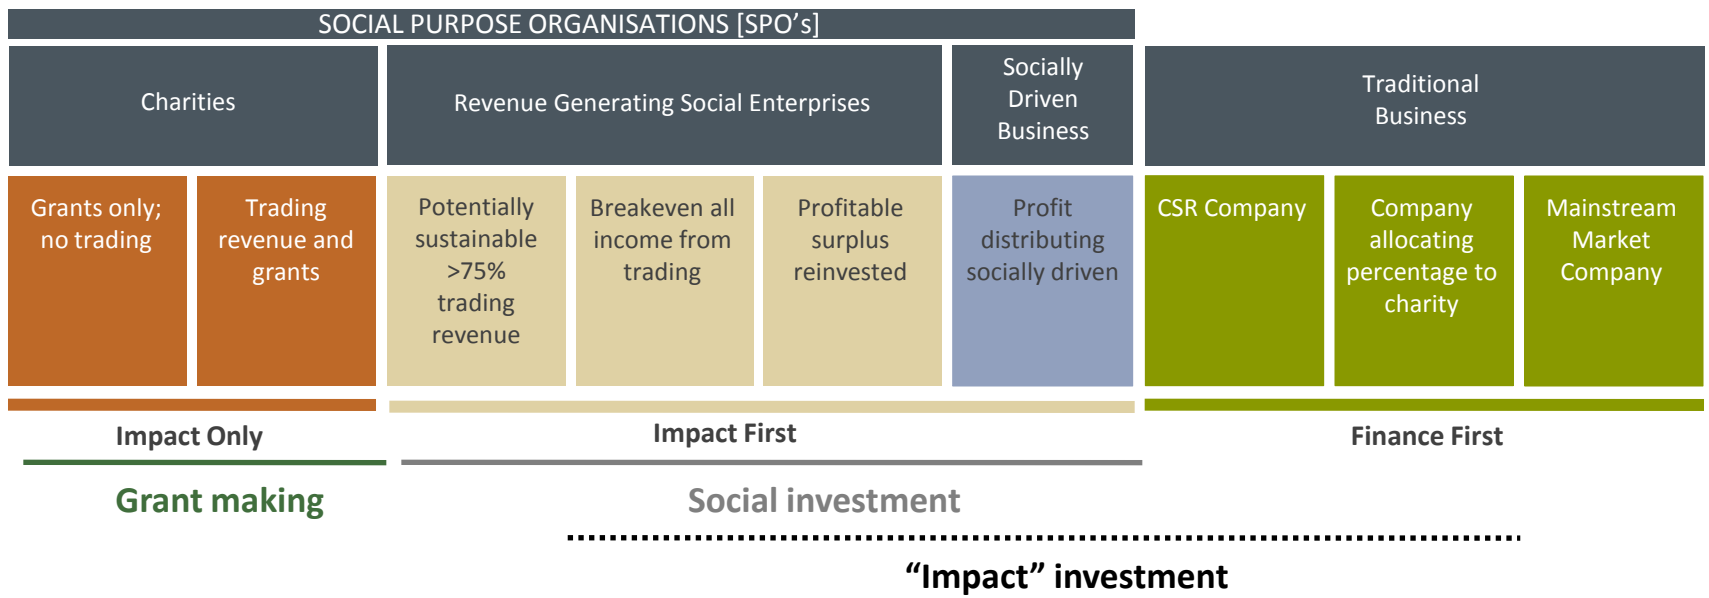 SOCIAL PURPOSE ORGANISATIONS [SPO's]
Charities
Revenue Generating Social Enterprises
Socially
Driven
Business
Traditional
Business
Grants only;
no trading
Trading
revenue and
grants
Potentially
sustainable
>75%
trading
revenue
Breakeven all
income from
trading
Profitable
surplus
reinvested
Profit
distributing
socially driven
CSR Company
Company
allocating
percentage to
charity
Mainstream
Market
Company
Impact Only
Impact First
Finance First
Grant making
Social investment
“Impact” investment